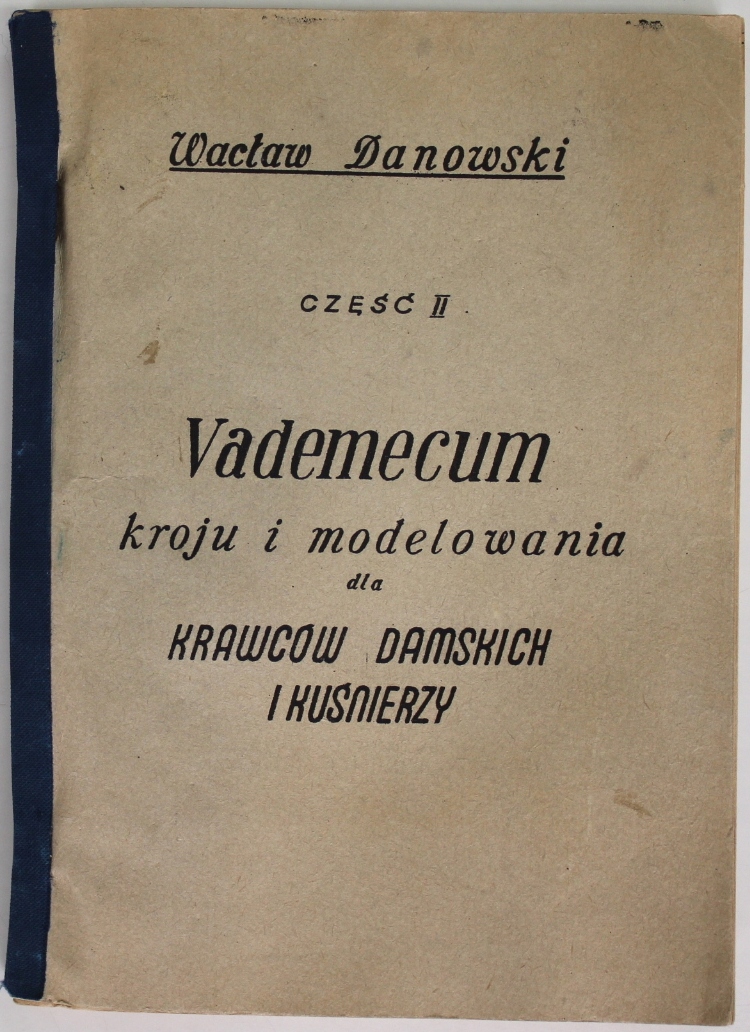 Wacław Danowski
CZĘŚĆ II
Vademecum
kroju i modelowania
dla
KRAWCÓW DAMSKICH
I KUŚNIERZY